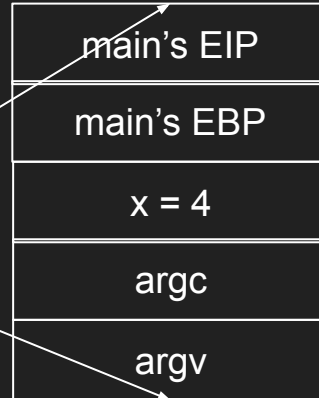 main’s EIP
main’s EBP
x = 4
argc
argv